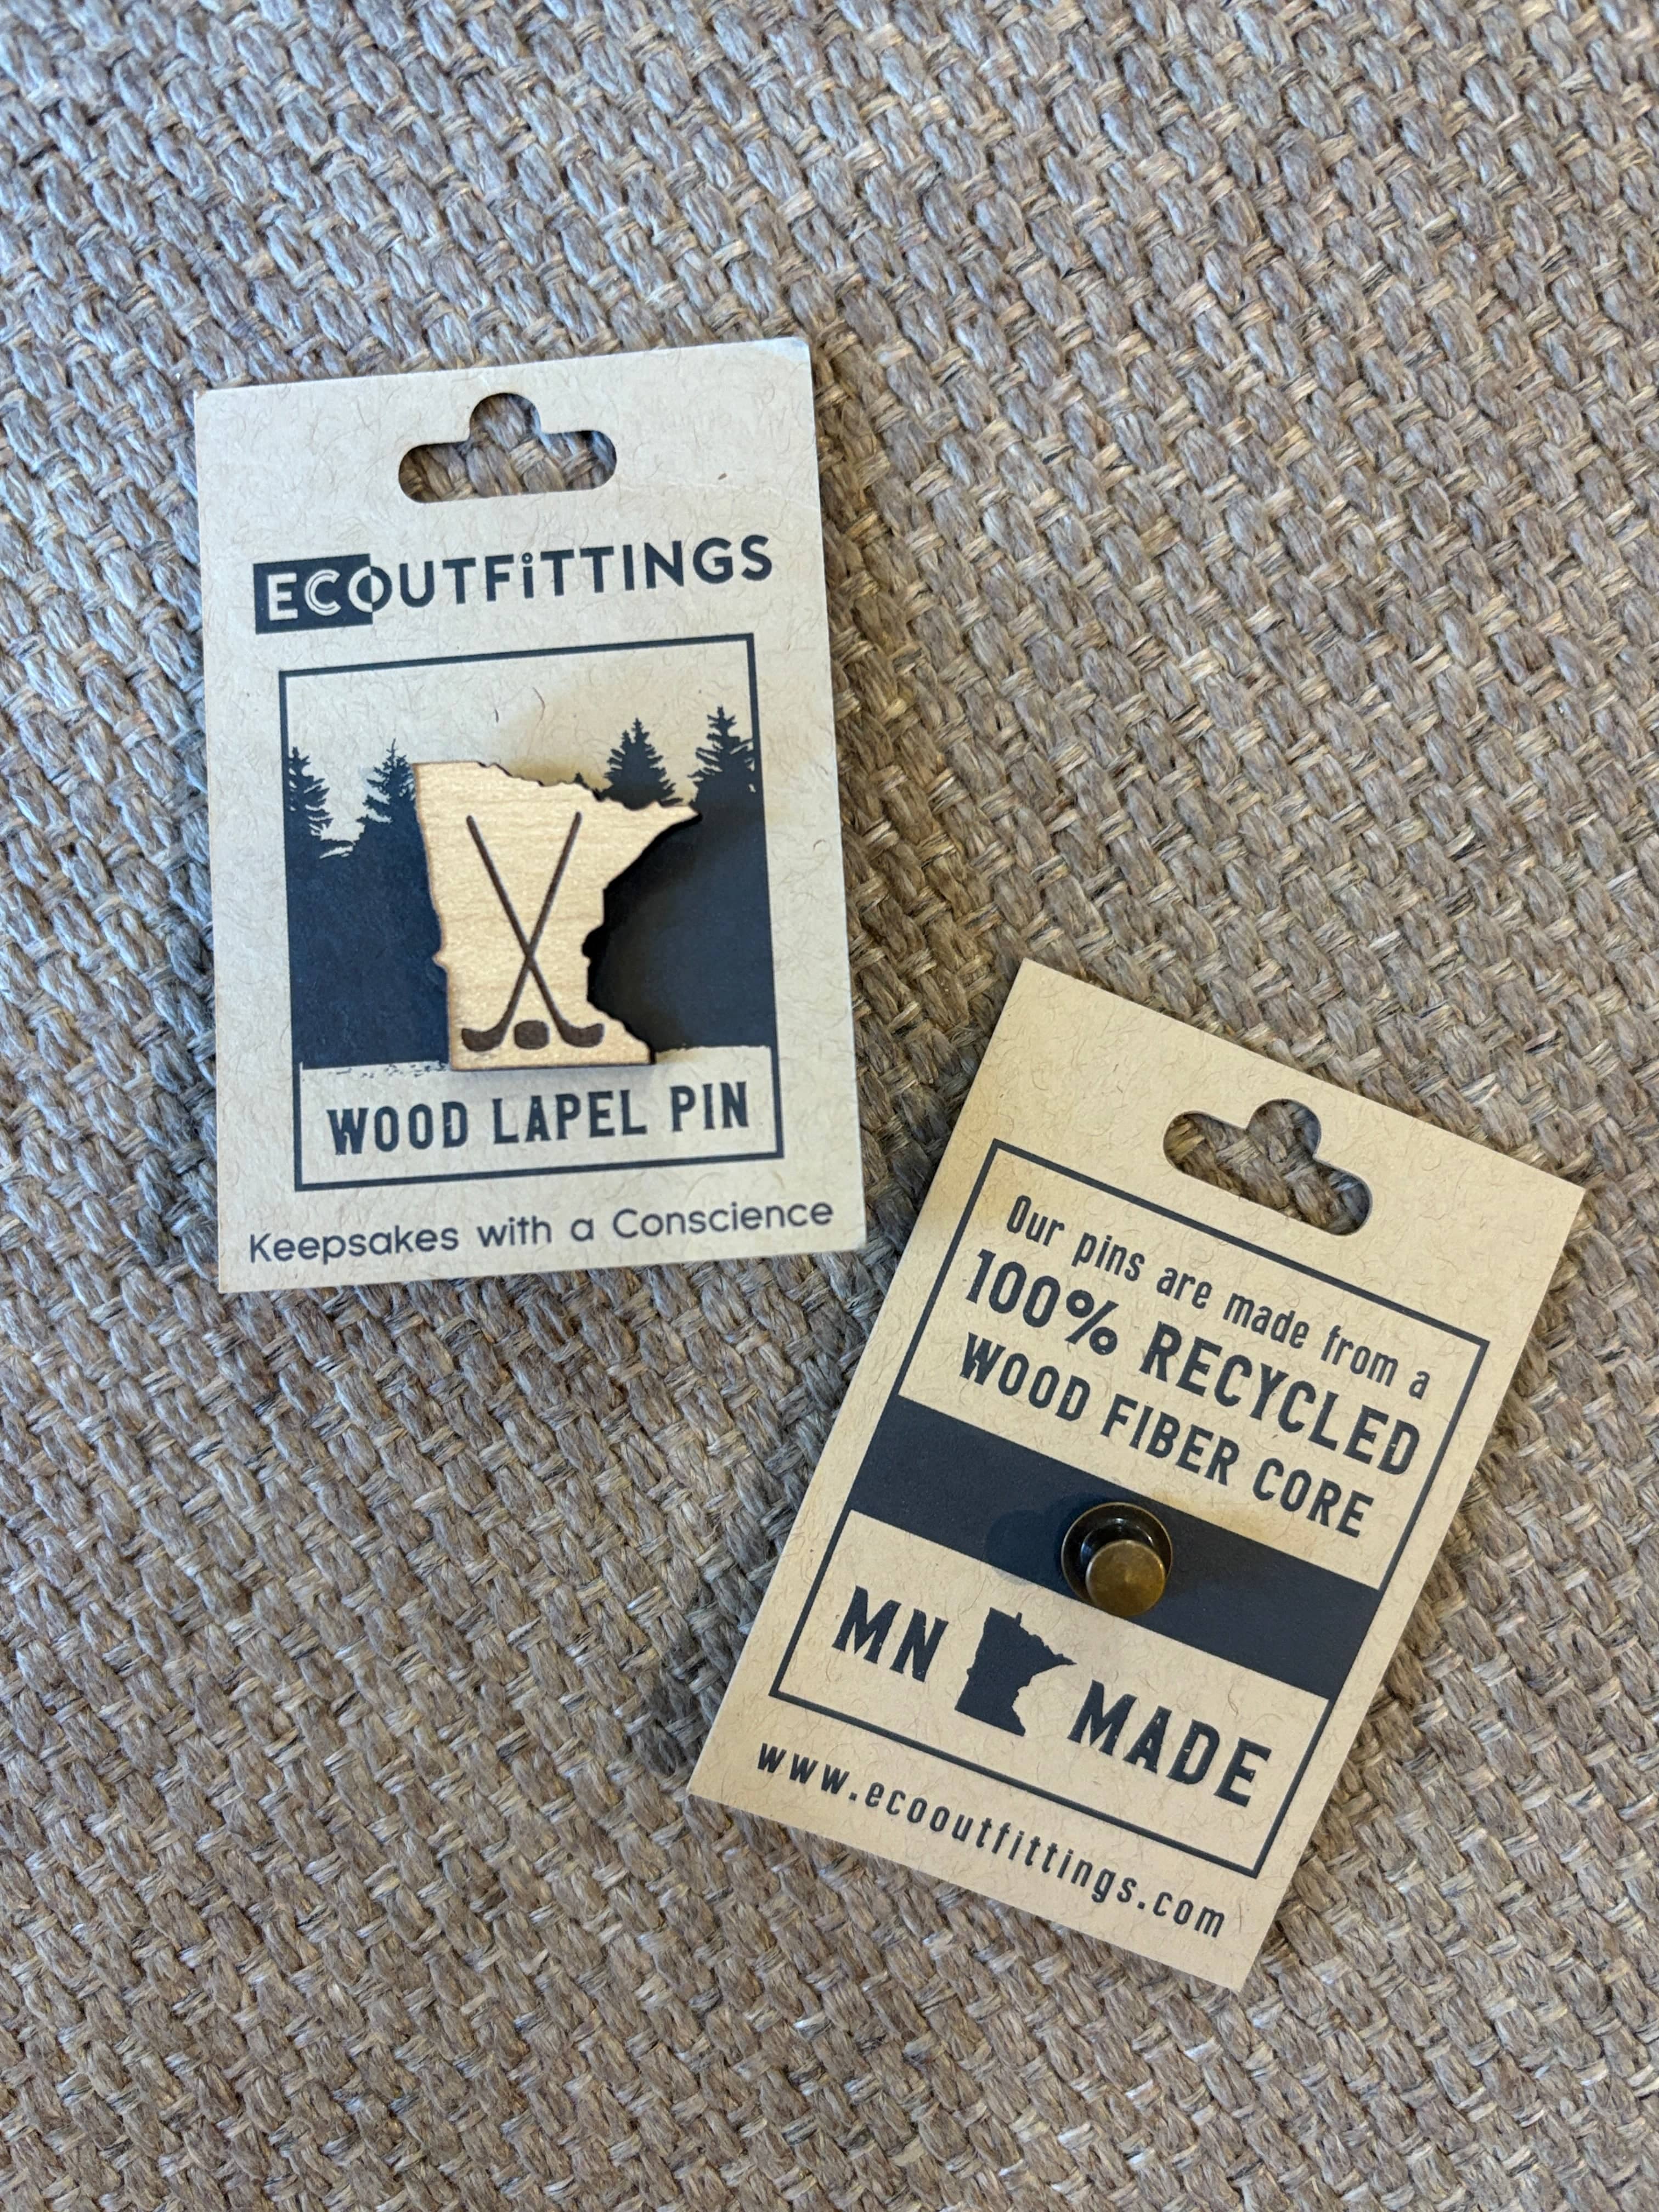 ECOUTFiTTINGS
WOOD LAPEL PIN
Keepsakes with a Conscience
Our pins are made from a
100% RECYCLED
WOOD FIBER CORE
MN MADE
www.ecooutfittings.com